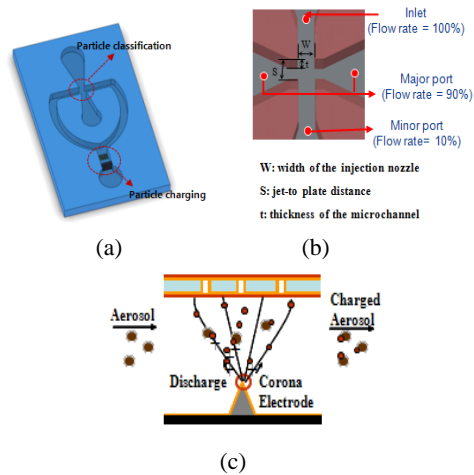 Particle classification
Particle charging
(a)
Inlet
(Flow rate = 100%)
W
t
S
Major port
(Flow rate = 90%)
Minor port
(Flow rate= 10%)
W: width of the injection nozzle
S: jet-to plate distance
t: thickness of the microchannel
(b)
Aerosol
Charged
Aerosol
Discharge
Corona
Electrode
(c)